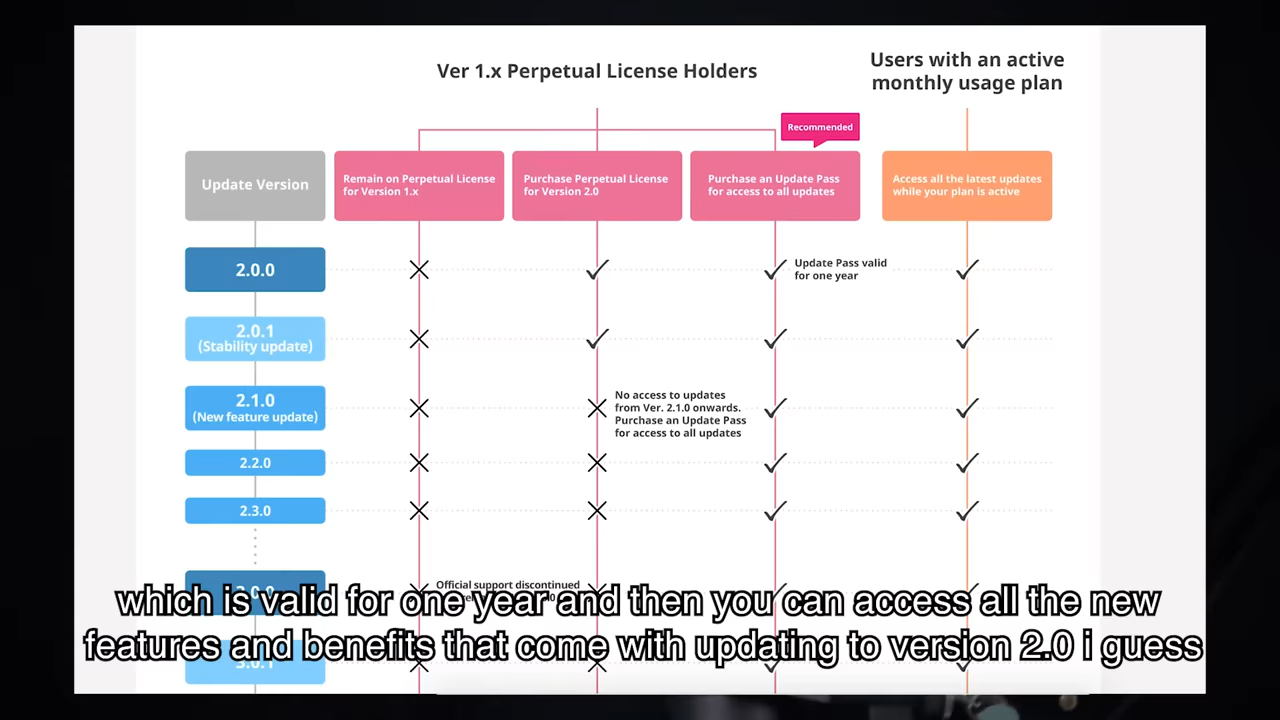 Ver 1.x Perpetual License Holders
Users with an active
monthly usage plan
Recommended
Update Version
Remain on Perpetual License
for Version 1.x
Purchase Perpetual License
for Version 2.0
Purchase an Update Pass
for access to all updates
Access all the latest updates
while your plan is active
2.0.0
Update Pass valid
for one year
2.0.1
(Stability update)
2.1.0
(New feature update)
No access to updates
from Ver. 2.1.0 onwards.
Purchase an Update Pass
for access to all updates
2.2.0
2.3.0
Official support discontinued
which is valid for one year and then you can access all the new
features and benefits that come with updating to version 2.0 i guess